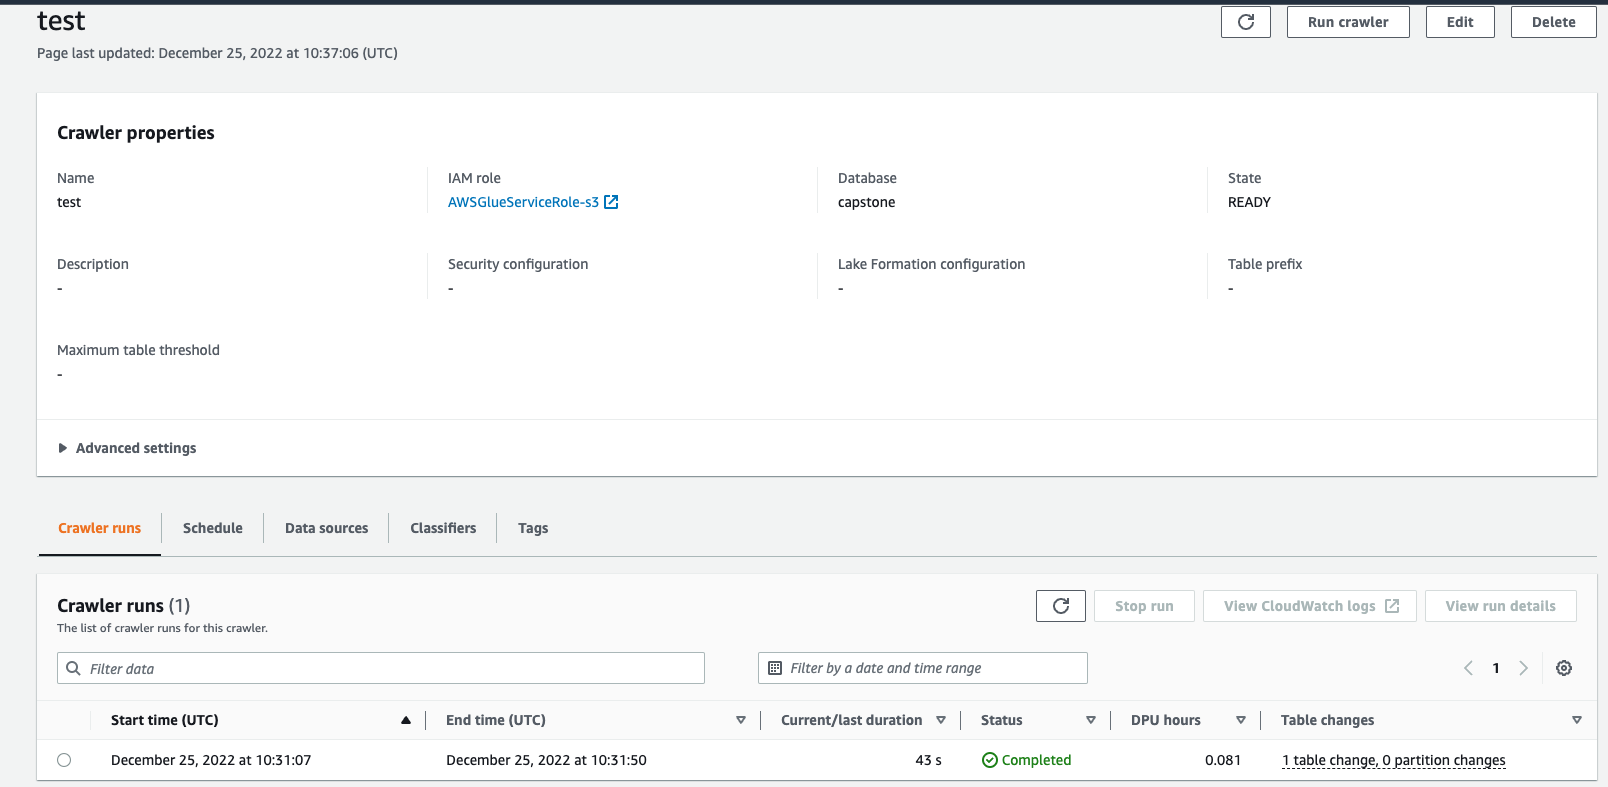 test
Run crawler
Edit
Delete
Page last updated: December 25, 2022 at 10:37:06 (UTC)
Crawler properties
Name
test
IAM role
AWSGlueServiceRole-s3
Database
capstone
State
READY
Description
-
Security configuration
-
Lake Formation configuration
-
Table prefix
-
Maximum table threshold
-
Advanced settings
Crawler runs
Schedule
Data sources
Classifiers
Tags
Crawler runs (1)
The list of crawler runs for this crawler.
Stop run
View CloudWatch logs
View run details
Filter data
Filter by a date and time range
1
Start time (UTC)
End time (UTC)
Current/last duration
Status
DPU hours
Table changes
December 25, 2022 at 10:31:07
December 25, 2022 at 10:31:50
43 s
Completed
0.081
1 table change, 0 partition changes